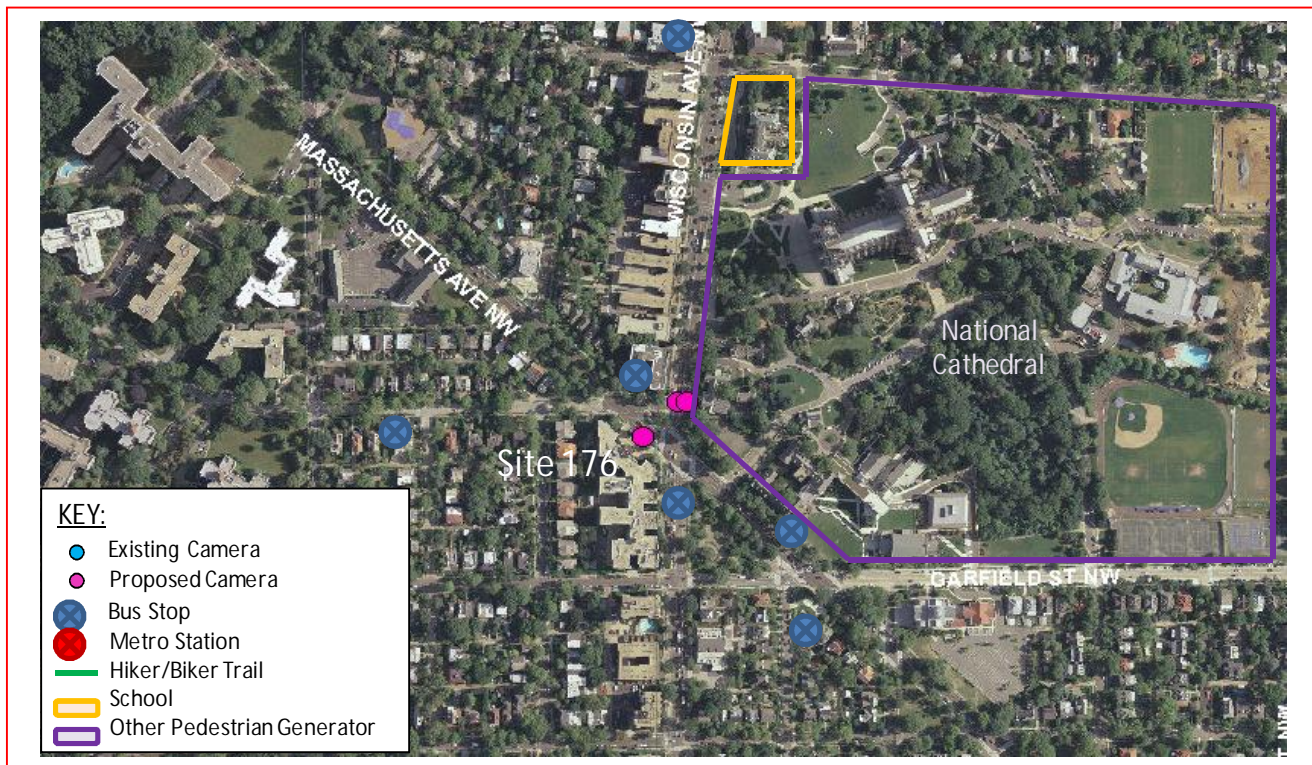 WISCONSIN AVE N
MASSACHUSETTS AVE NW
National
Cathedral
Site 176
GARFIELD ST NW
KEY:
Existing Camera
Proposed Camera
Bus Stop
Metro Station
Hiker/Biker Trail
School
Other Pedestrian Generator